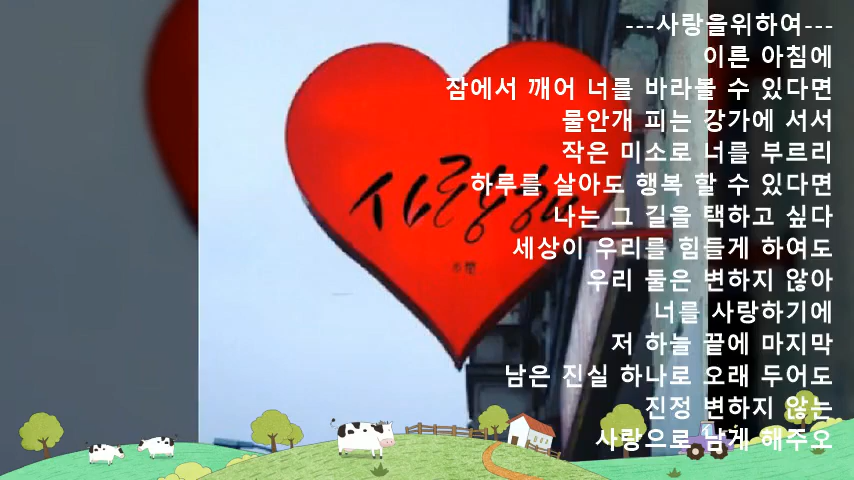 ---사랑을위하여---
이른 아침에
잠에서 깨어 너를 바라볼 수 있다면
물안개 피는 강가에 서서
작은 미소로 너를 부르리
하루를 살아도 행복 할 수 있다면
나는 그 길을 택하고 싶다
세상이 우리를 힘들게 하여도
우리 둘은 변하지 않아
너를 사랑하기에
저 하늘 끝에 마지막
남은 진실 하나로 오래 두어도
진정 변하지 않는
사랑으로 남게 해주오
사랑해